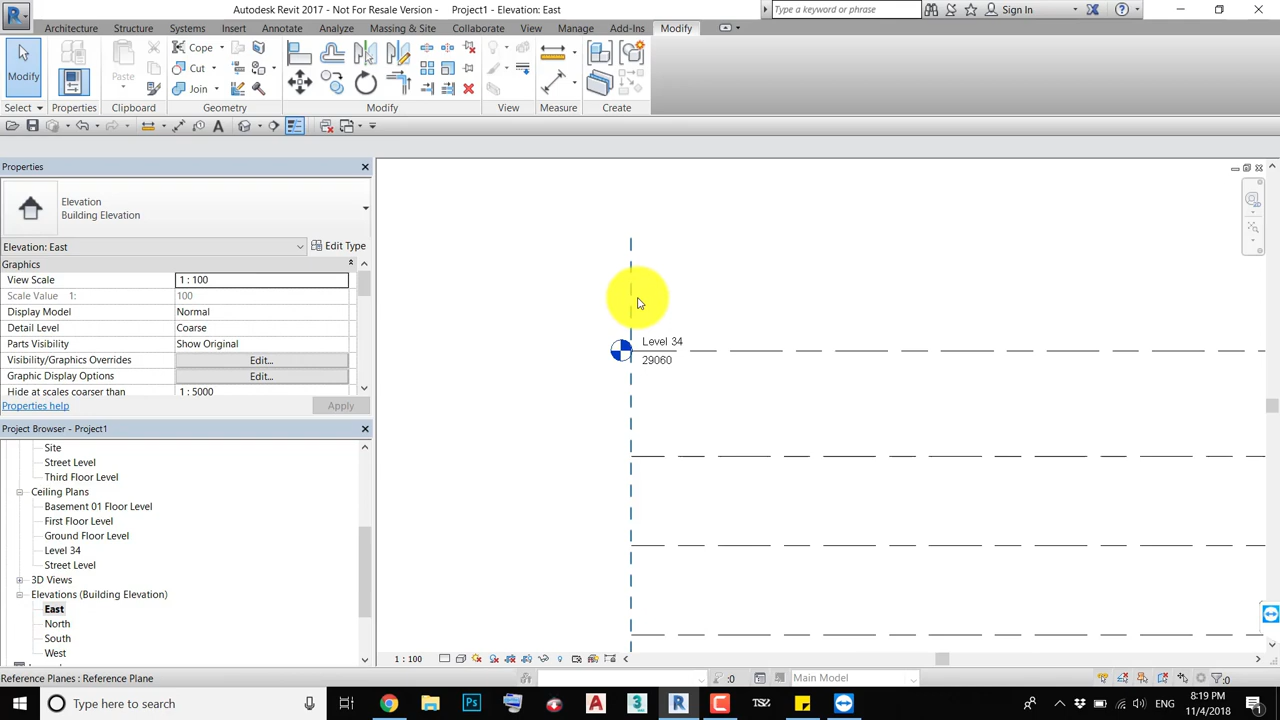 R
Autodesk Revit 2017 - Not For Resale Version - Project1 - Elevation: East
Type a keyword or phrase
Sign In
Architecture Structure Systems Insert Annotate Analyze Massing & Site Collaborate View Manage Add-Ins Modify
Modify
Paste
Cope
Cut
Join
Select Properties Clipboard Geometry Modify View Measure Create
A
Properties
Elevation
Building Elevation
Elevation: East
Edit Type
Graphics
View Scale 1 : 100
Scale Value 1: 100
Display Model Normal
Detail Level Coarse
Parts Visibility Show Original
Visibility/Graphics Overrides Edit...
Graphic Display Options Edit...
Hide at scales coarser than 1 : 5000
Properties help
Apply
Project Browser - Project1
Site
Street Level
Third Floor Level
Ceiling Plans
Basement 01 Floor Level
First Floor Level
Ground Floor Level
Level 34
Street Level
3D Views
Elevations (Building Elevation)
East
North
South
West
Level 34
29060
2D
1 : 100
Reference Planes : Reference Plane
:0
Main Model
:0
Type here to search
Ps
A
3
R
TSZ
ENG
8:19 PM
11/4/2018